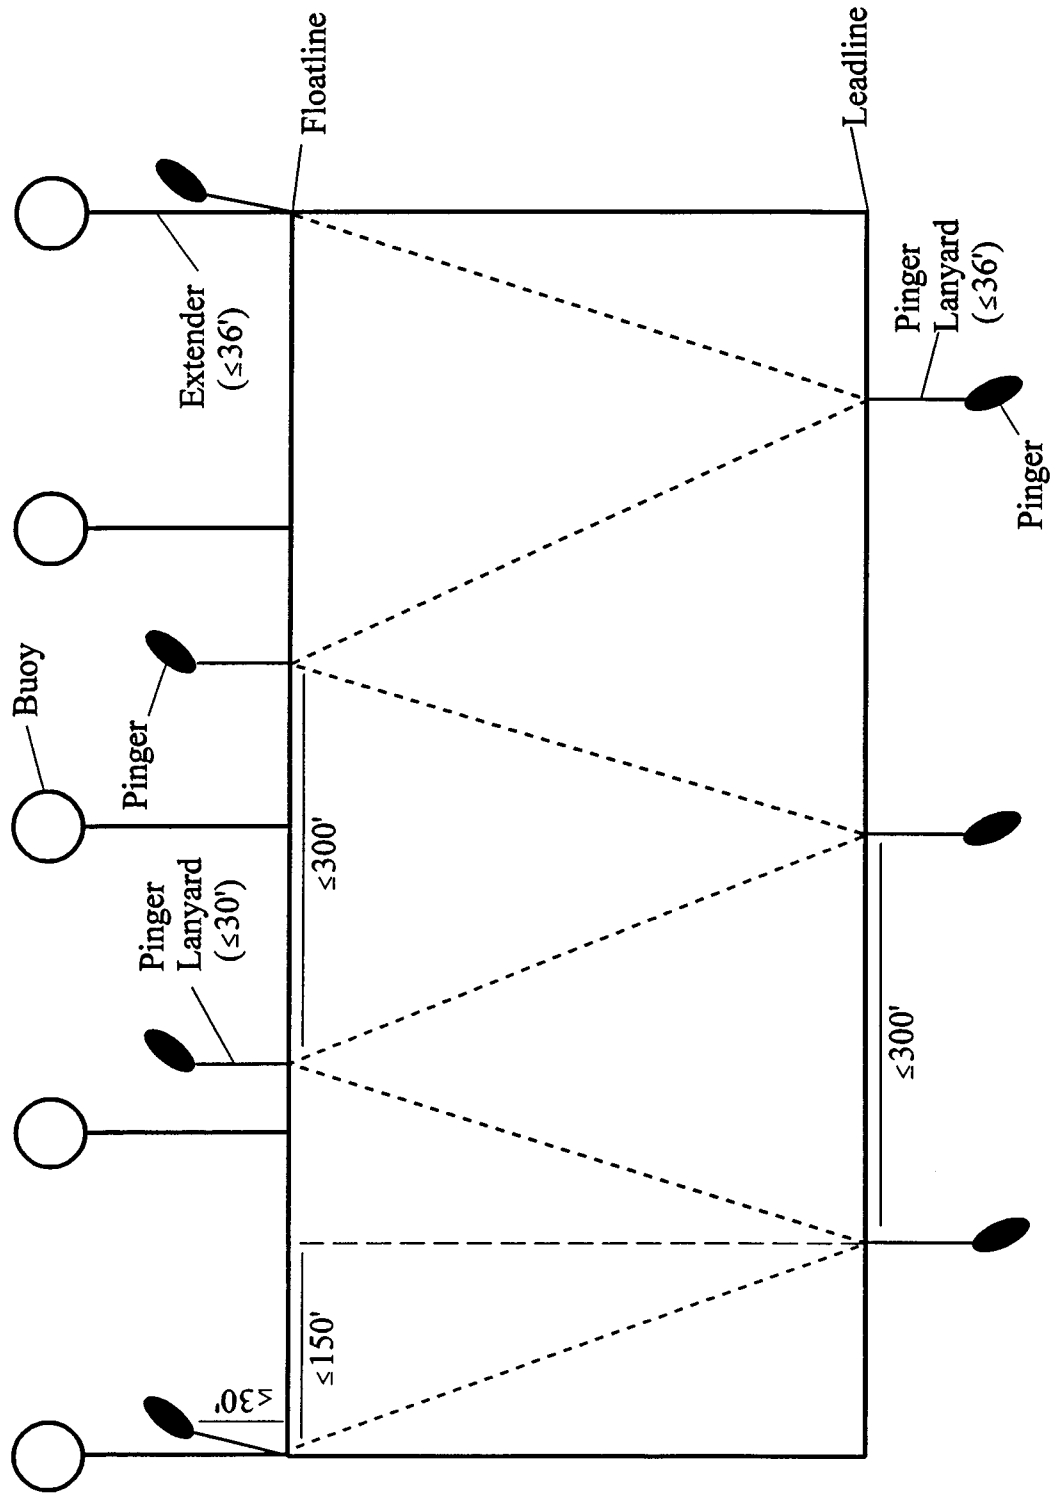 Buoy
Extender
(≤36')
Floatline
Pinger
Pinger
Lanyard
(≤30')
≤30'
≤150'
≤300'
≤300'
Leadline
Pinger
Lanyard
(≤36')
Pinger